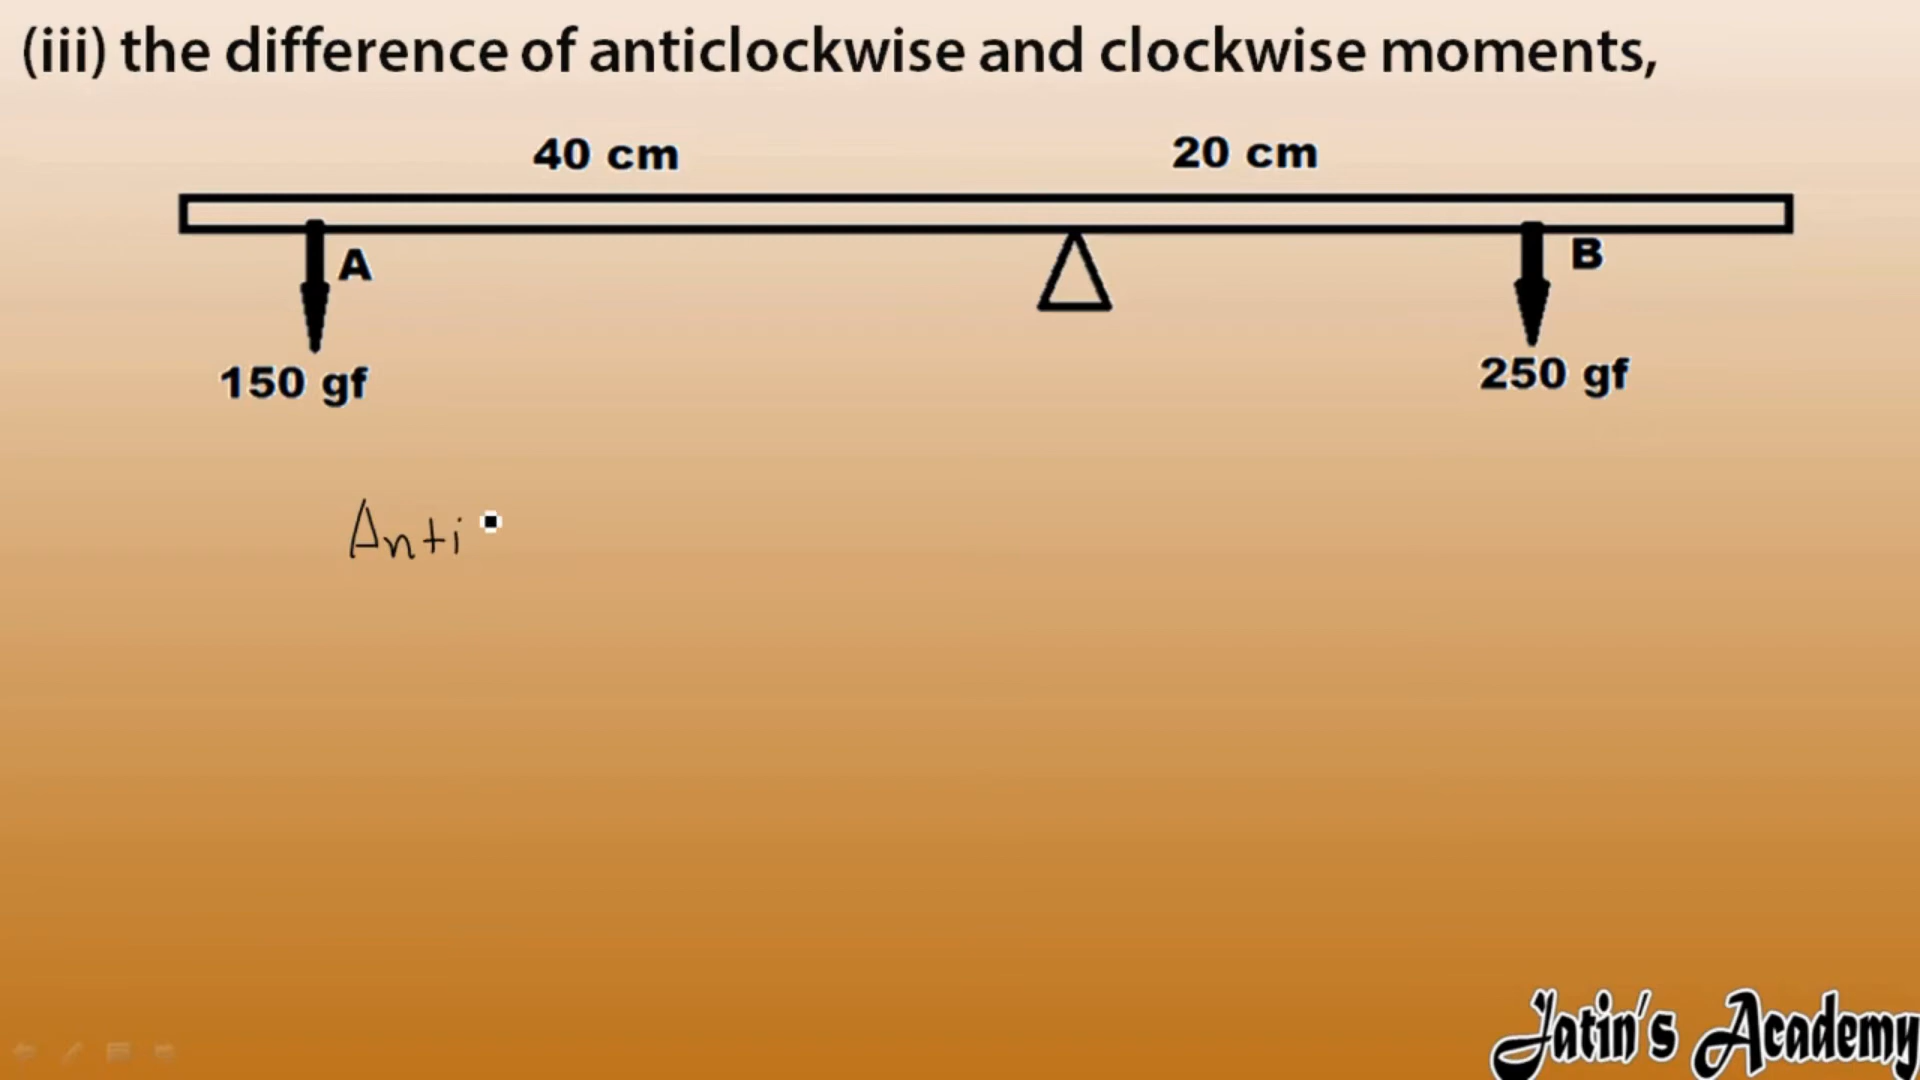 (iii) the difference of anticlockwise and clockwise moments,
40 cm
20 cm
A
B
150 gf
250 gf
Anti
Jatin's Academy